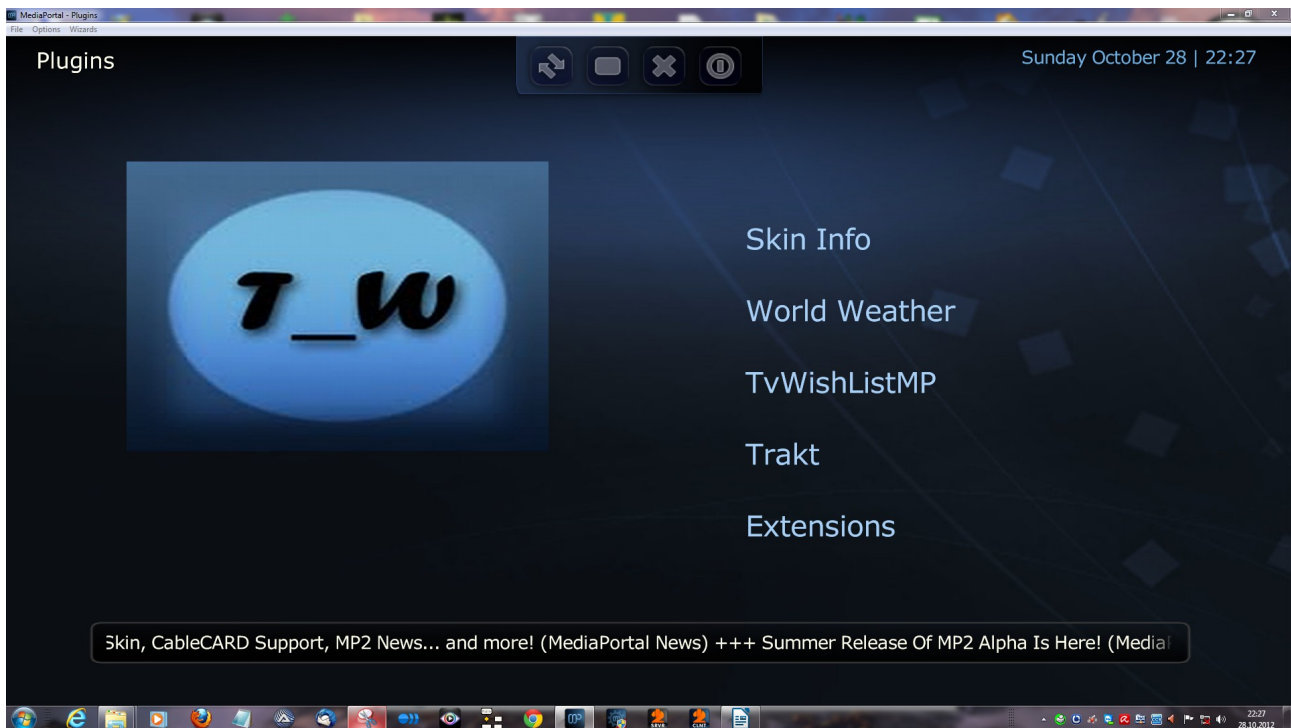 MediaPortal - Plugins
File Options Wizards
Plugins
Sunday October 28 | 22:27
T_W
Skin Info
World Weather
TvWishListMP
Trakt
Extensions
Skin, CableCARD Support, MP2 News... and more! (MediaPortal News) +++ Summer Release Of MP2 Alpha Is Here! (Media
SRVR CLNT
22:27
28.10.2012